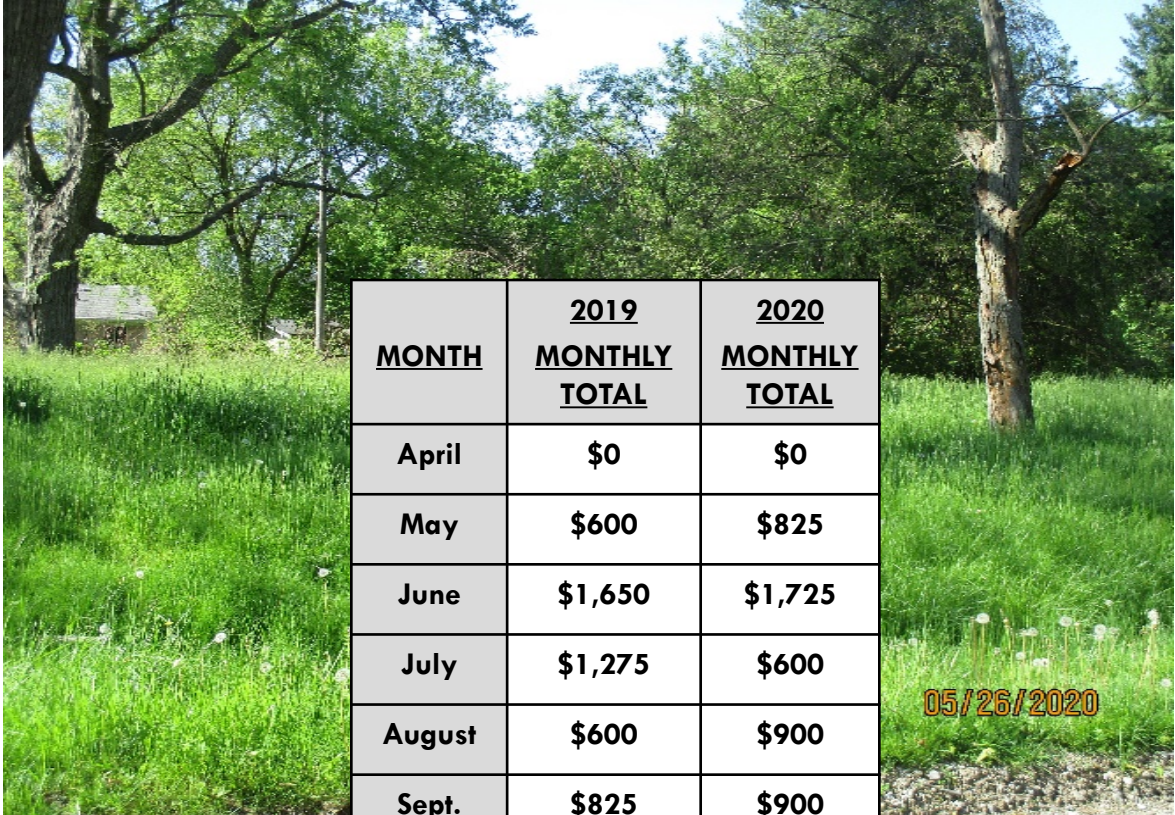 MONTH 2019 MONTHLY TOTAL 2020 MONTHLY TOTAL
April $0 $0
May $600 $825
June $1,650 $1,725
July $1,275 $600
August $600 $900
Sept. $825 $900
05/26/2020